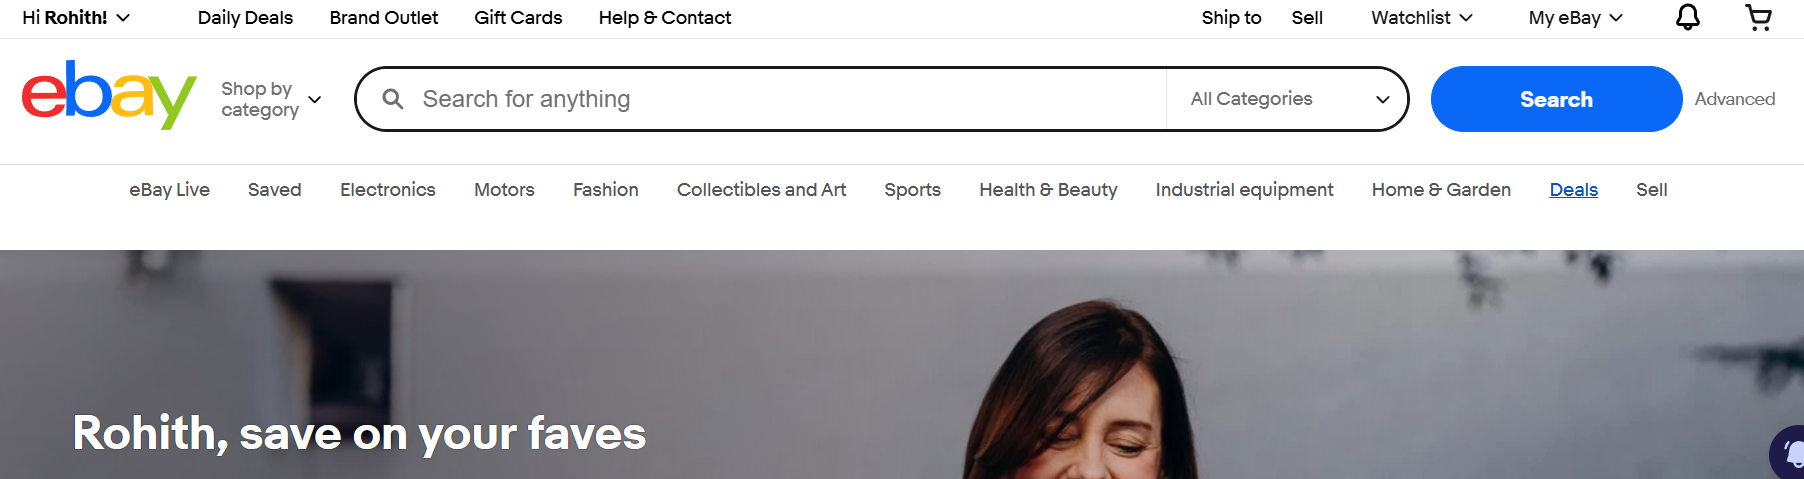 Hi Rohith! Daily Deals Brand Outlet Gift Cards Help & Contact Ship to Sell Watchlist My eBay
ebay Shop by category Search for anything All Categories Search Advanced
eBay Live Saved Electronics Motors Fashion Collectibles and Art Sports Health & Beauty Industrial equipment Home & Garden Deals Sell
Rohith, save on your faves